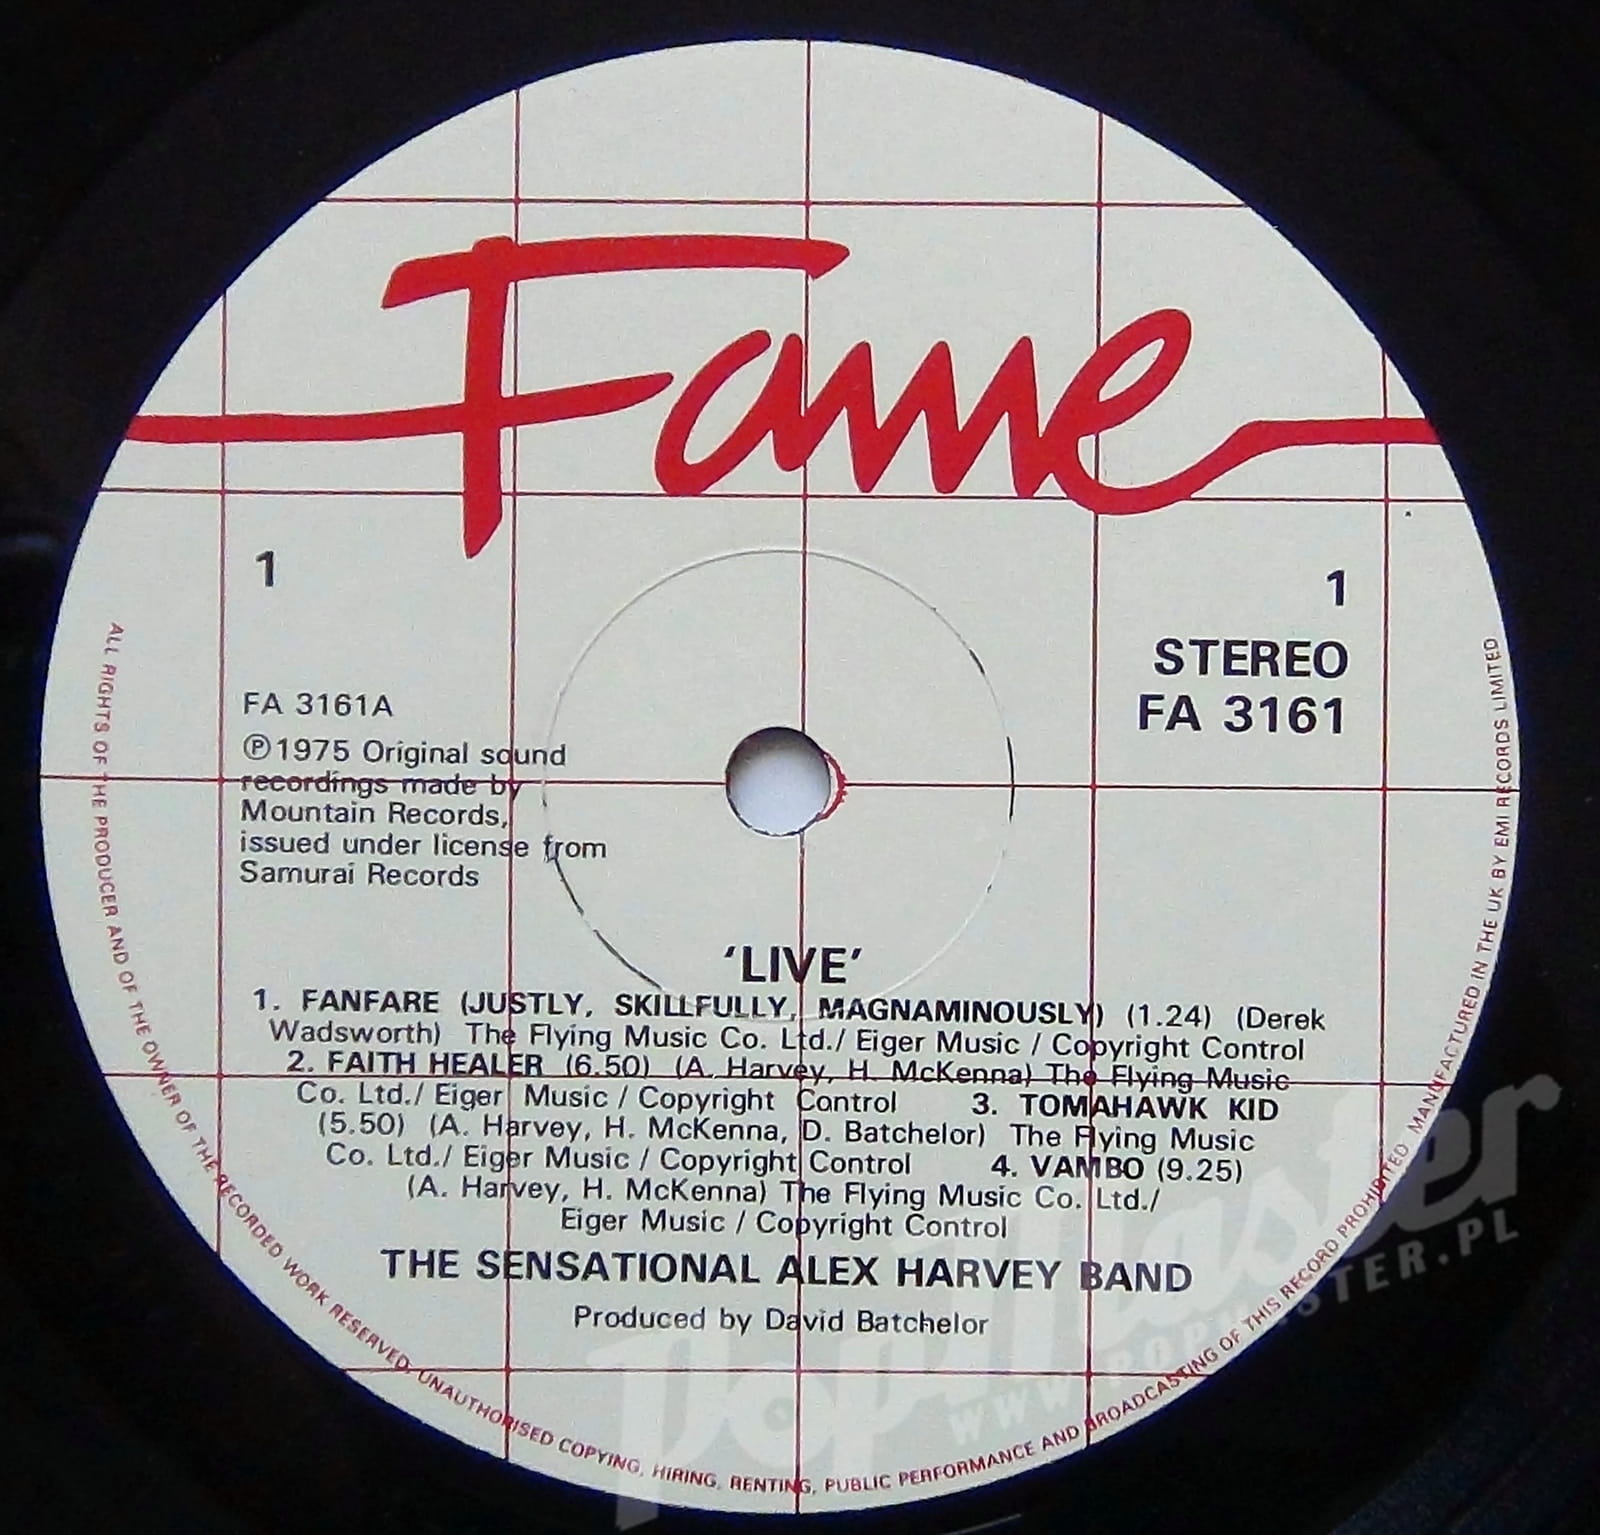 Fame
1
1
STEREO
FA 3161
FA 3161A
℗1975 Original sound
recordings made by
Mountain Records,
issued under license from
Samurai Records
‘LIVE’
1. FANFARE (JUSTLY, SKILLFULLY, MAGNAMINOUSLY) (1.24) (Derek
Wadsworth) The Flying Music Co. Ltd./ Eiger Music / Copyright Control
2. FAITH HEALER (6.50) (A. Harvey, H. McKenna) The Flying Music
Co. Ltd./ Eiger Music / Copyright Control 3. TOMAHAWK KID
(5.50) (A. Harvey, H. McKenna, D. Batchelor) The Flying Music
Co. Ltd./ Eiger Music / Copyright Control 4. VAMBO (9.25)
(A. Harvey, H. McKenna) The Flying Music Co. Ltd./
Eiger Music / Copyright Control
THE SENSATIONAL ALEX HARVEY BAND
Produced by David Batchelor
ALL RIGHTS OF THE PRODUCER AND OF THE OWNER OF THE RECORDED WORK RESERVED. UNAUTHORISED COPYING, HIRING, RENTING, PUBLIC PERFORMANCE AND BROADCASTING OF THIS RECORD PROHIBITED. MANUFACTURED IN THE UK BY EMI RECORDS LIMITED
PopMaster
WWW.POPMASTER.PL